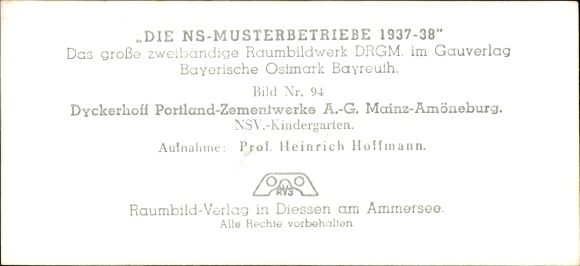 „DIE NS-MUSTERBETRIEBE 1937-38"
Das große zweibändige Raumbildwerk DRGM. im Gauverlag
Bayerische Ostmark Bayreuth.
Bild Nr. 94
Dyckerhoff Portland-Zementwerke A.-G. Mainz-Amöneburg.
NSV.-Kindergarten.
Aufnahme: Prof. Heinrich Hoffmann.
RVS
Raumbild-Verlag in Diessen am Ammersee.
Alle Rechte vorbehalten